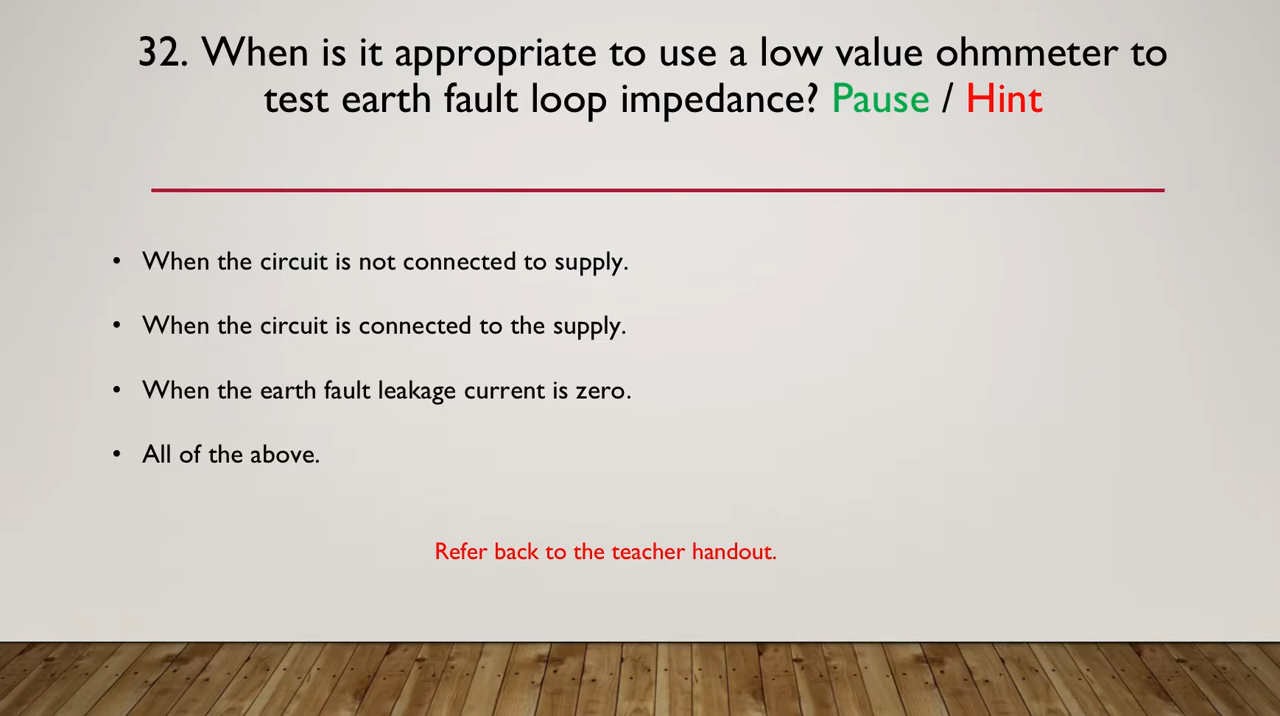 32. When is it appropriate to use a low value ohmmeter to
test earth fault loop impedance? Pause / Hint
• When the circuit is not connected to supply.
• When the circuit is connected to the supply.
• When the earth fault leakage current is zero.
• All of the above.
Refer back to the teacher handout.